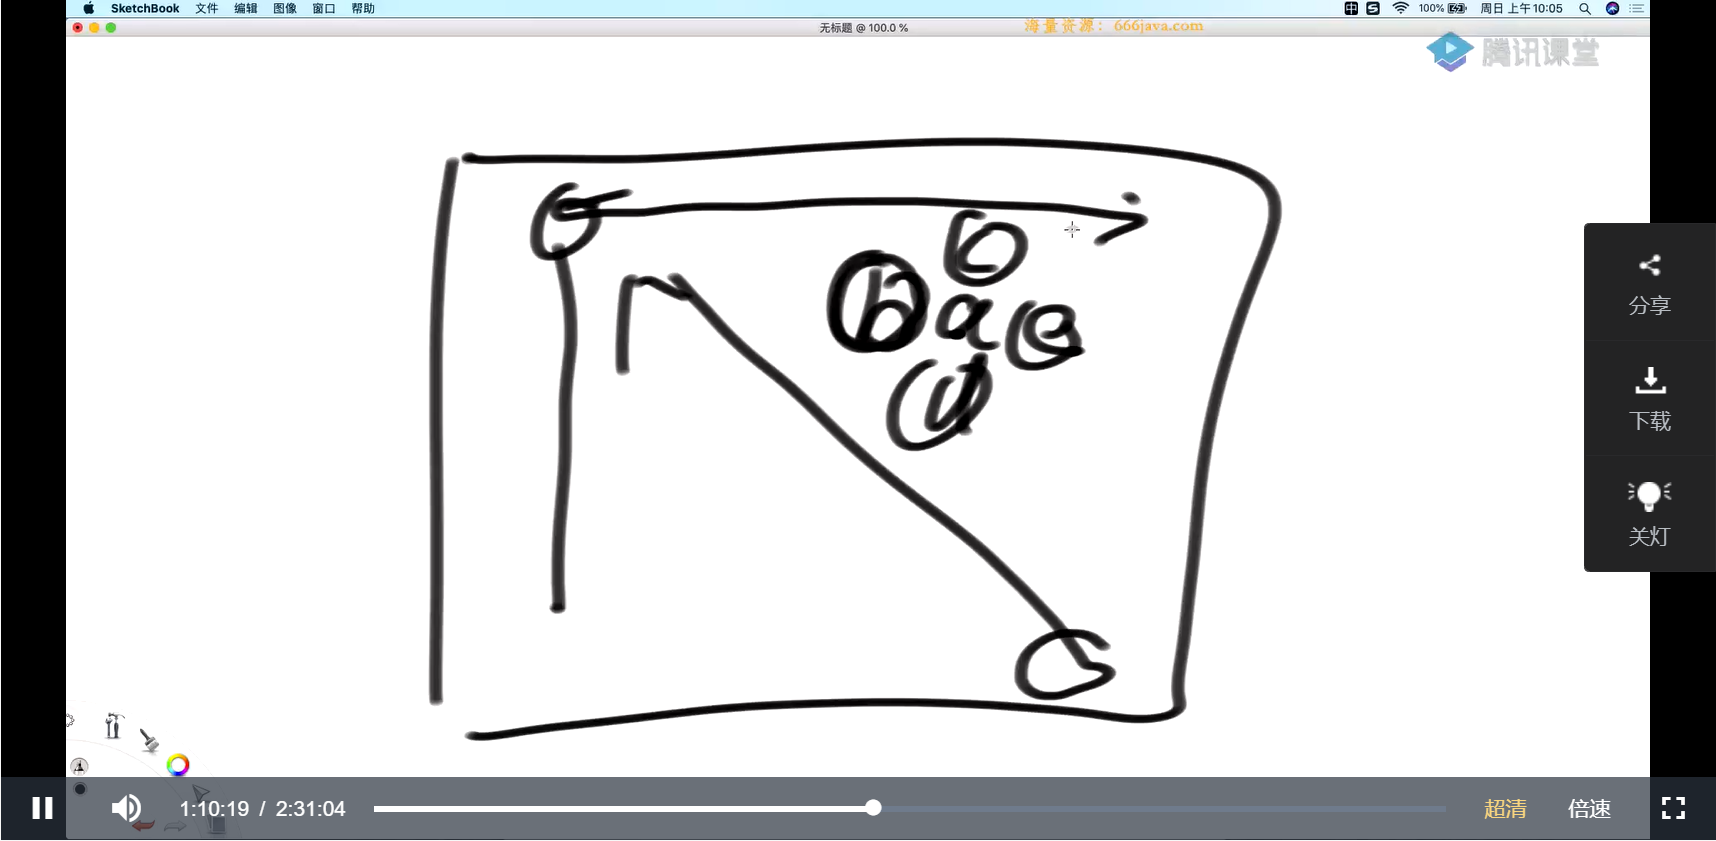 SketchBook 文件 编辑 图像 窗口 帮助
中 S 100% 周日 上午10:05
无标题 @ 100.0 %
海量资源：666java.com
腾讯课堂
c
b a e
d
分享
下载
关灯
1:10:19 / 2:31:04
超清 倍速